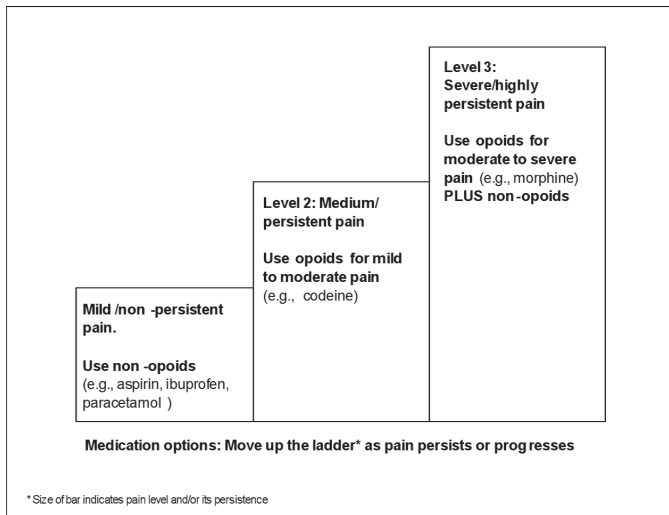 Level 3:
Severe/highly
persistent pain
Use opoids for
moderate to severe
pain (e.g., morphine)
PLUS non-opoids
Level 2: Medium/
persistent pain
Use opoids for mild
to moderate pain
(e.g., codeine)
Mild /non -persistent
pain.
Use non -opoids
(e.g., aspirin, ibuprofen,
paracetamol )
Medication options: Move up the ladder* as pain persists or progresses
* Size of bar indicates pain level and/or its persistence